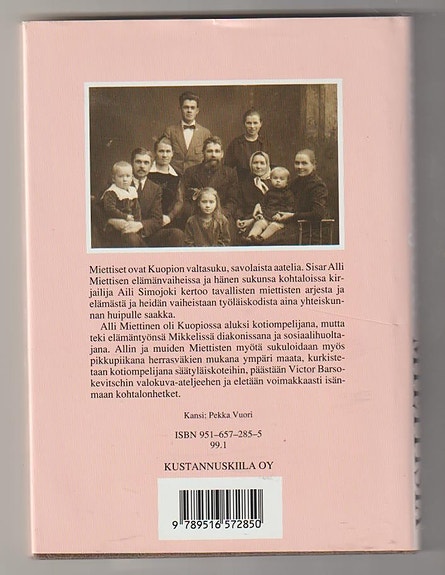 Miettiset ovat Kuopion valtasuku, savolaista aatelia. Sisar Alli
Miettisen elämänvaiheissa ja hänen sukunsa kohtaloissa kir-
jailija Aili Simojoki kertoo tavallisten miettisten arjesta ja
elämästä ja heidän vaiheistaan työläiskodista aina yhteiskun-
nan huipulle saakka.
Alli Miettinen oli Kuopiossa aluksi kotiompelijana, mutta
teki elämäntyönsä Mikkelissä diakonissana ja sosiaalihuolta-
jana. Allin ja muiden Miettisten myötä sukuloidaan myös
pikkupiikana herrasväkien mukana ympäri maata, kurkiste-
taan kotiompelijana säätyläiskoteihin, päästään Victor Barso-
kevitschin valokuva-ateljeehen ja eletään voimakkaasti isän-
maan kohtalonhetket.
Kansi: Pekka Vuori
ISBN 951–657–285–5
99.1
KUSTANNUSKIILA OY
9 789516 572850